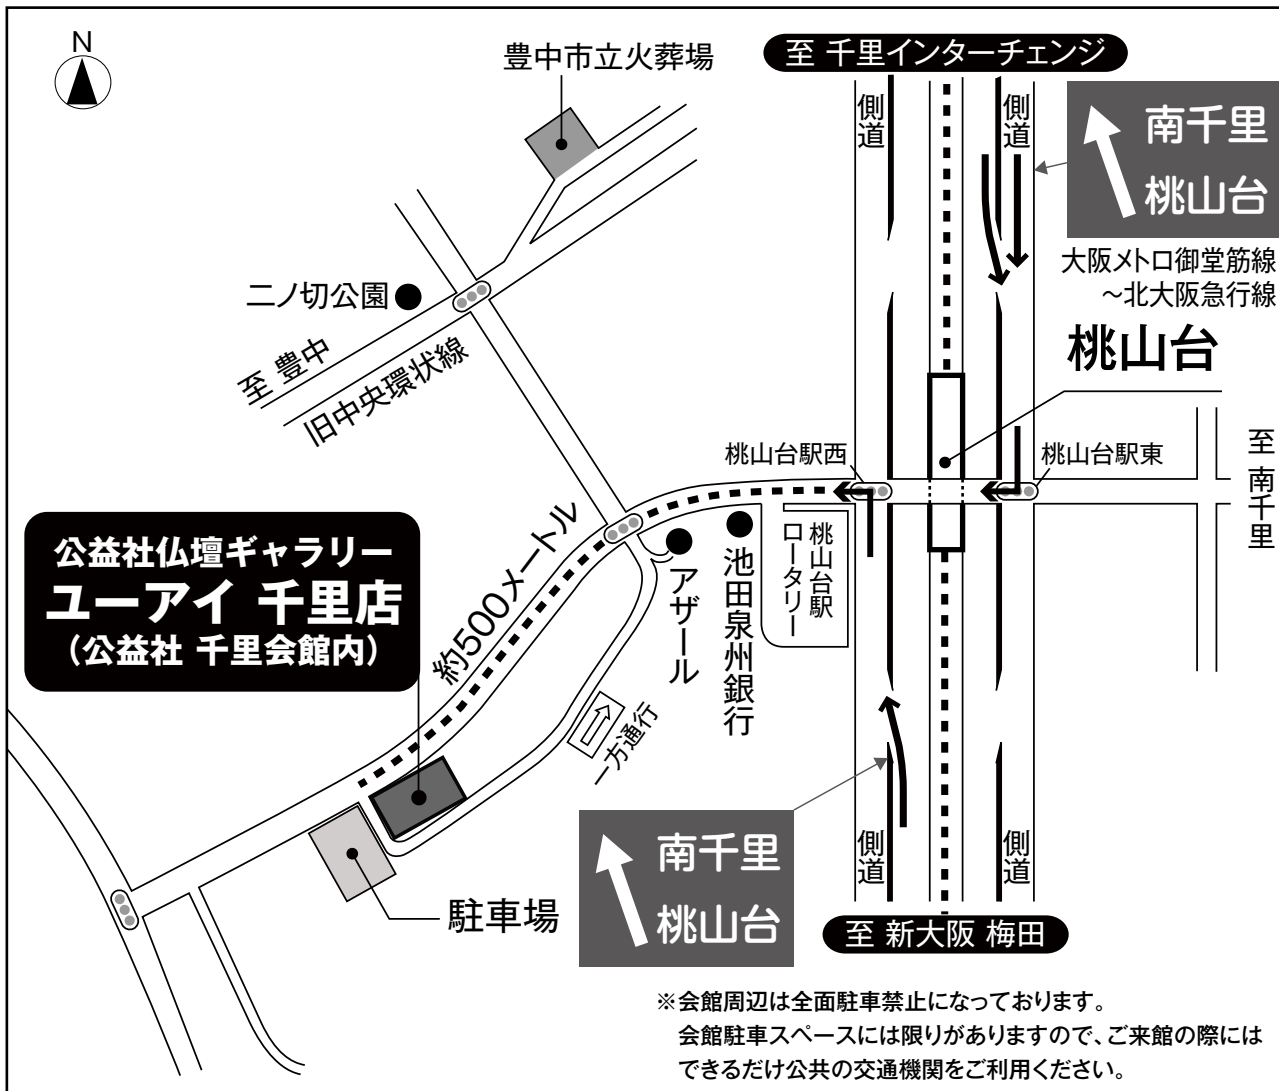 N
豊中市立火葬場
至 千里インターチェンジ
側道
側道
南千里
桃山台
大阪メトロ御堂筋線
～北大阪急行線
桃山台
二ノ切公園
至 豊中
旧中央環状線
桃山台駅西
桃山台駅東
至 南千里
公益社仏壇ギャラリー
ユーアイ 千里店
（公益社 千里会館内）
約500メートル
アザール
池田泉州銀行
桃山台駅
ロータリー
一方通行
駐車場
南千里
桃山台
側道
側道
至 新大阪 梅田
※会館周辺は全面駐車禁止になっております。
会館駐車スペースには限りがありますので、ご来館の際には
できるだけ公共の交通機関をご利用ください。